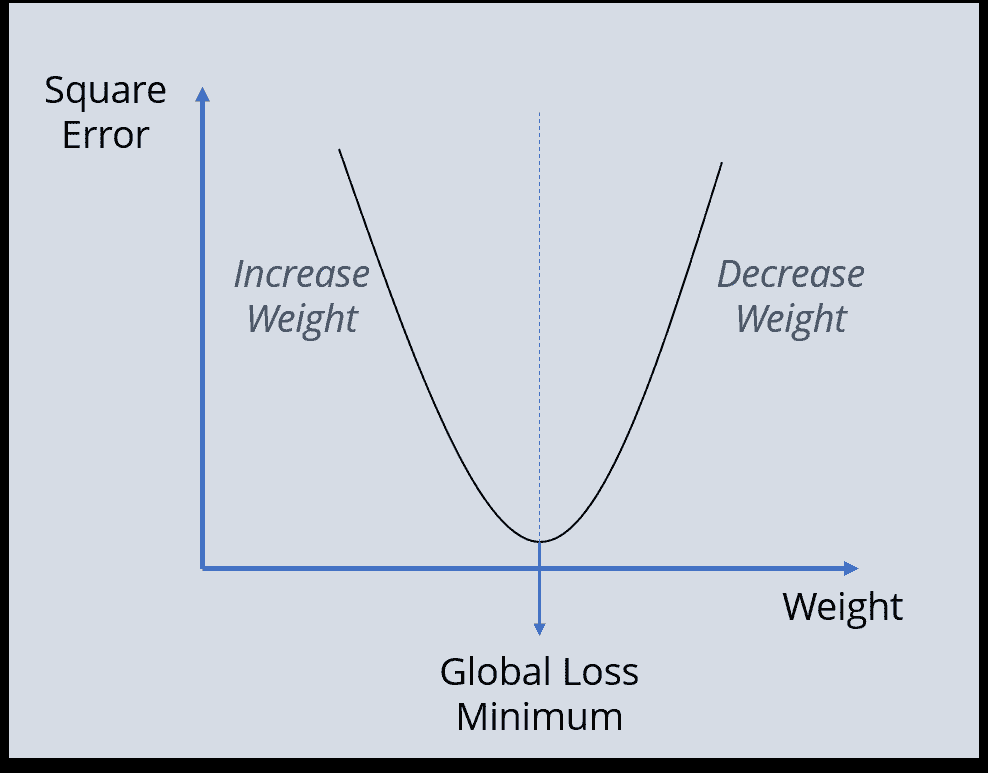 Square
Error
Increase
Weight
Decrease
Weight
Weight
Global Loss
Minimum